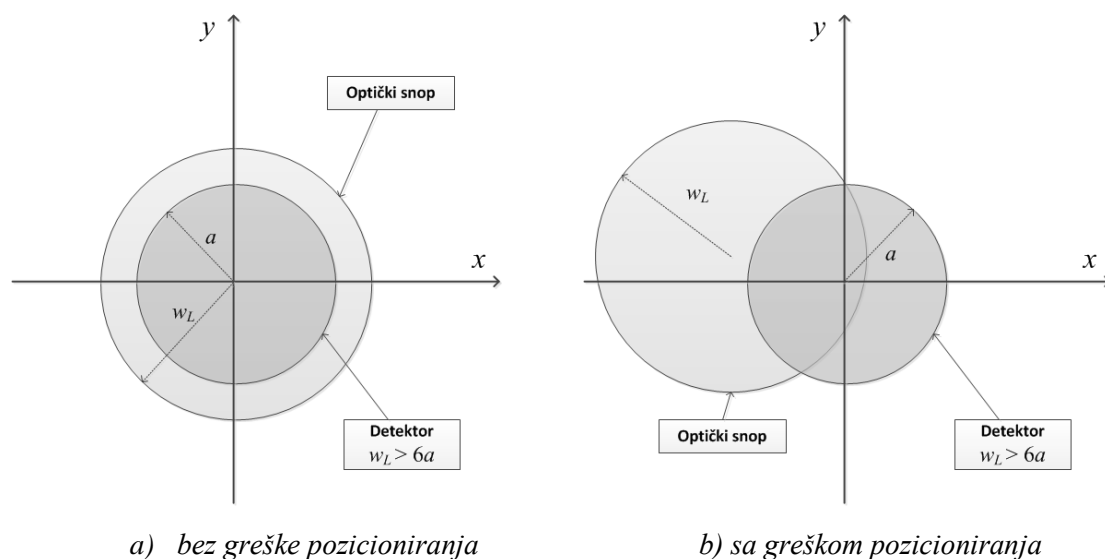 y
Optički snop
a
x
w_L
Detektor
w_L > 6a
a) bez greške pozicioniranja
y
w_L
a
x
Optički snop
Detektor
w_L > 6a
b) sa greškom pozicioniranja